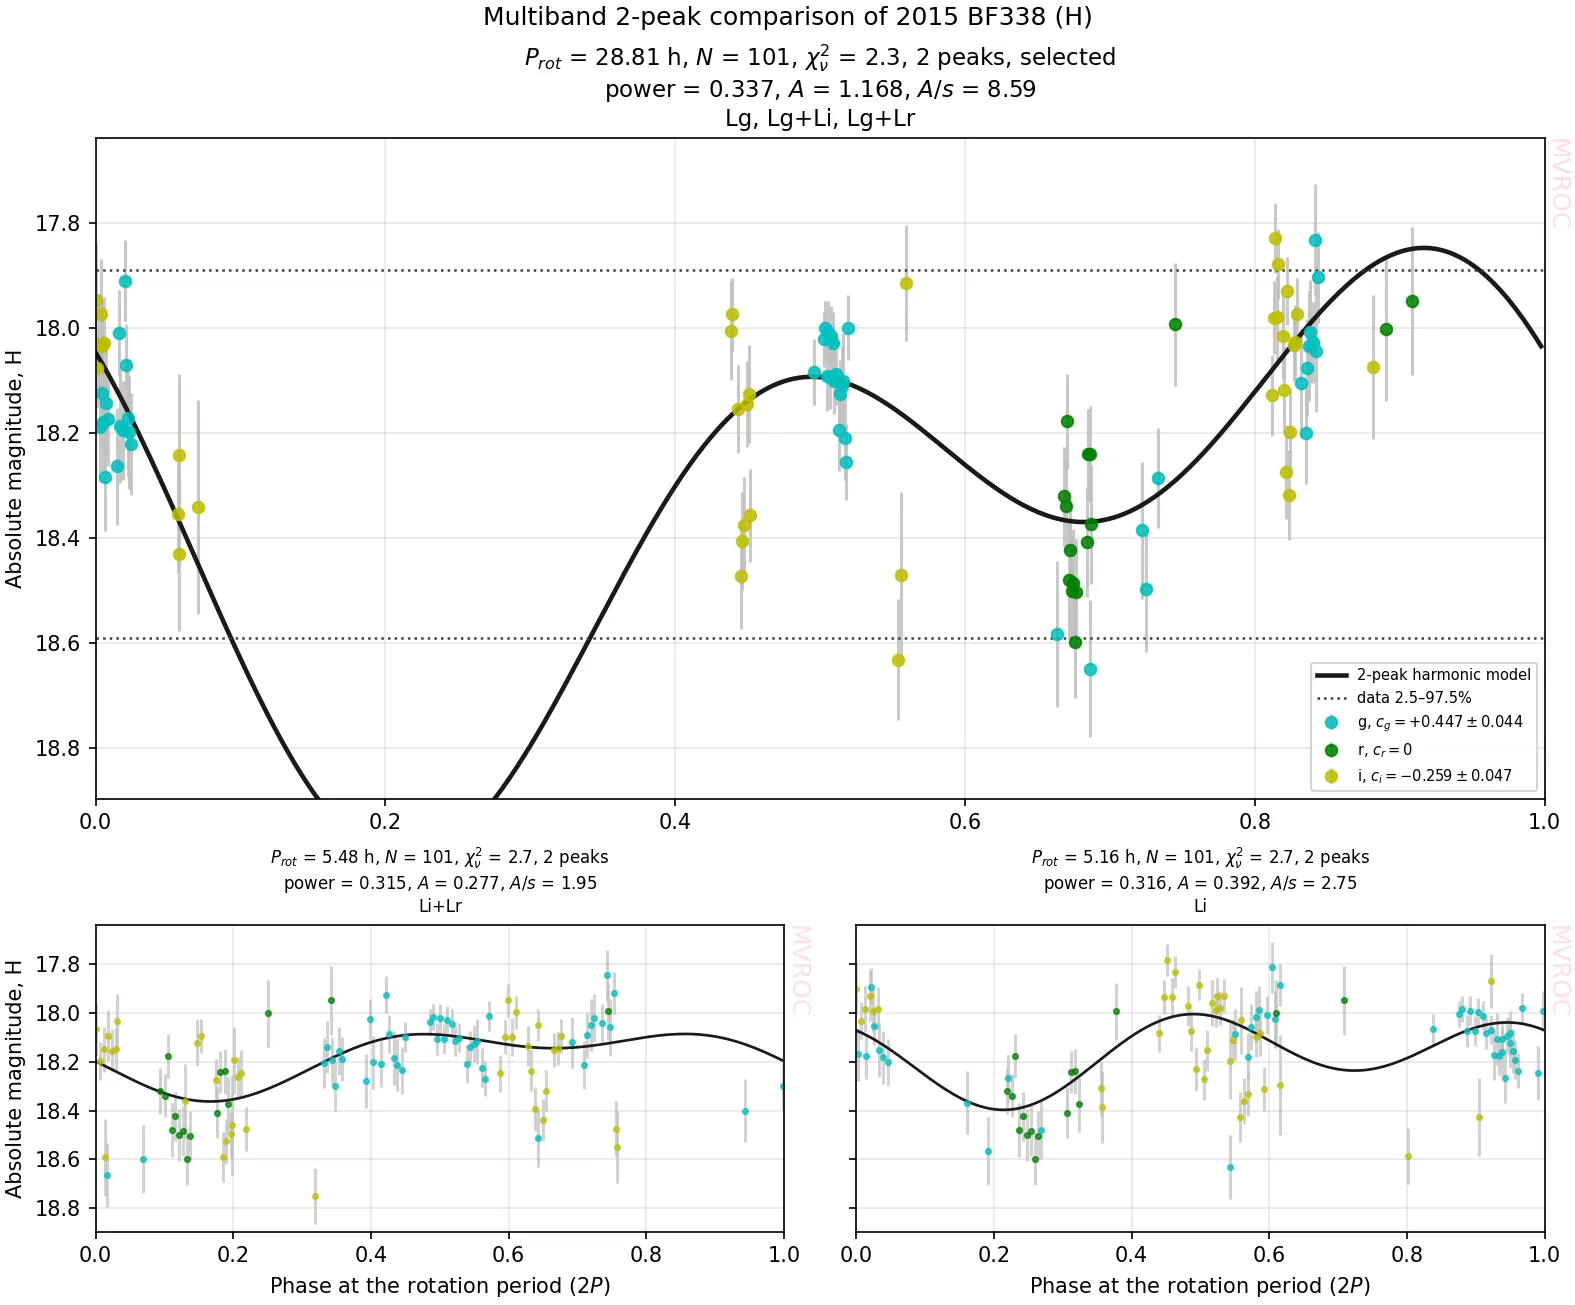 Multiband 2-peak comparison of 2015 BF338 (H)
P_rot = 28.81 h, N = 101, χ²_ν = 2.3, 2 peaks, selected
power = 0.337, A = 1.168, A/s = 8.59
Lg, Lg+Li, Lg+Lr
MVROC
Absolute magnitude, H
17.8
18.0
18.2
18.4
18.6
18.8
2-peak harmonic model
data 2.5–97.5%
g, c_g = +0.447 ± 0.044
r, c_r = 0
i, c_i = −0.259 ± 0.047
0.0 0.2 0.4 0.6 0.8 1.0
P_rot = 5.48 h, N = 101, χ²_ν = 2.7, 2 peaks
power = 0.315, A = 0.277, A/s = 1.95
Li+Lr
MVROC
Absolute magnitude, H
17.8
18.0
18.2
18.4
18.6
18.8
0.0 0.2 0.4 0.6 0.8 1.0
Phase at the rotation period (2P)
P_rot = 5.16 h, N = 101, χ²_ν = 2.7, 2 peaks
power = 0.316, A = 0.392, A/s = 2.75
Li
MVROC
0.0 0.2 0.4 0.6 0.8 1.0
Phase at the rotation period (2P)